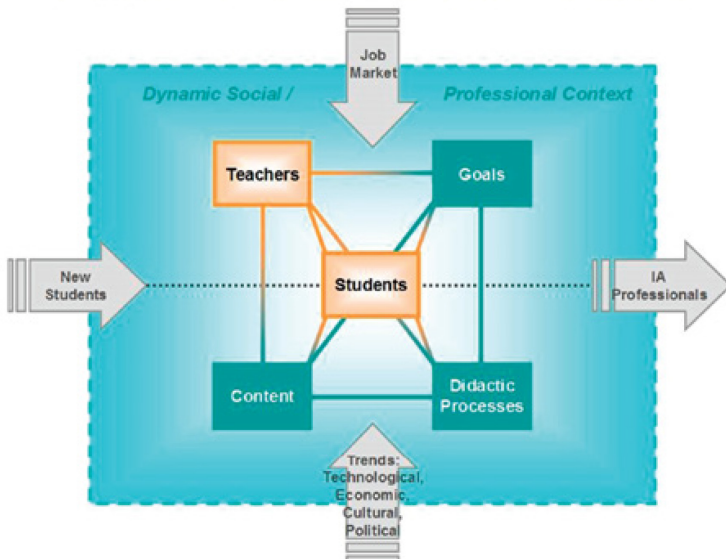 Job
Market
Dynamic Social / Professional Context
Teachers
Goals
New
Students
Students
IA
Professionals
Content
Didactic
Processes
Trends:
Technological,
Economic,
Cultural,
Political